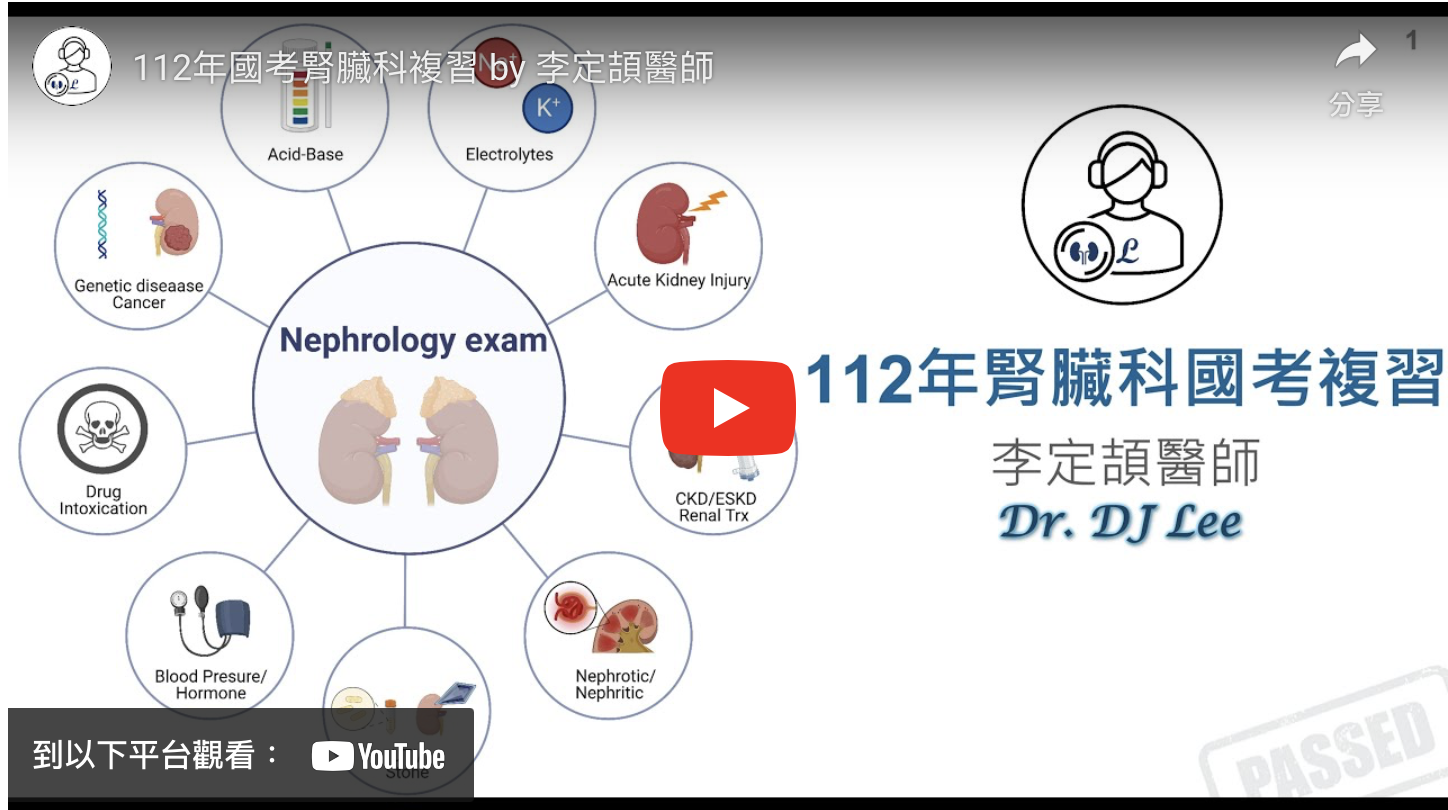 112年國考腎臟科複習 by 李定頡醫師
1
分享
Na+
K+
Acid-Base
Electrolytes
Genetic diseaase
Cancer
Acute Kidney Injury
Nephrology exam
112年腎臟科國考複習
李定頡醫師
Dr. DJ Lee
Drug
Intoxication
CKD/ESKD
Renal Trx
Blood Presure/
Hormone
Nephrotic/
Nephritic
Stone
到以下平台觀看：
YouTube
L
PASSED